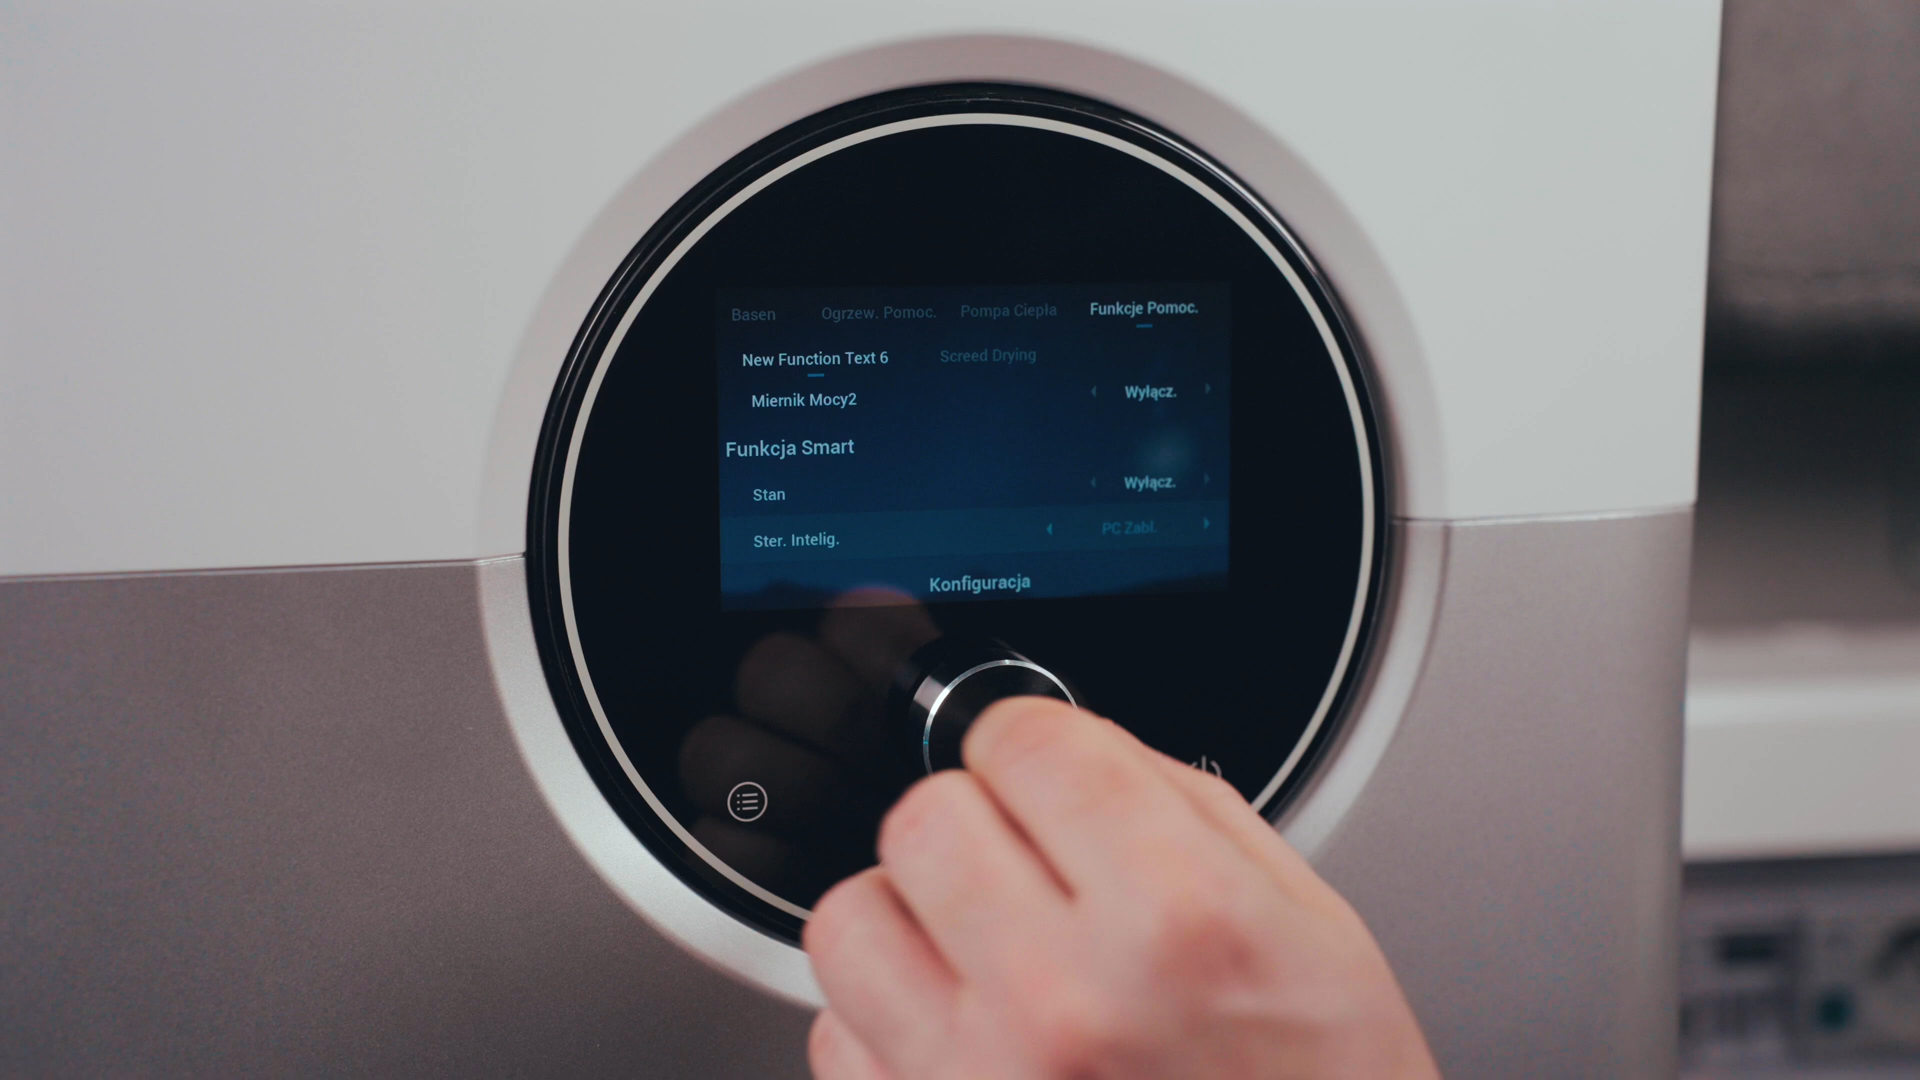 Basen Ogrzew. Pomoc. Pompa Ciepła Funkcje Pomoc.
New Function Text 6 Screed Drying
Miernik Mocy2 Wyłącz.
Funkcja Smart
Stan Wyłącz.
Ster. Intelig. PC Zabl.
Konfiguracja